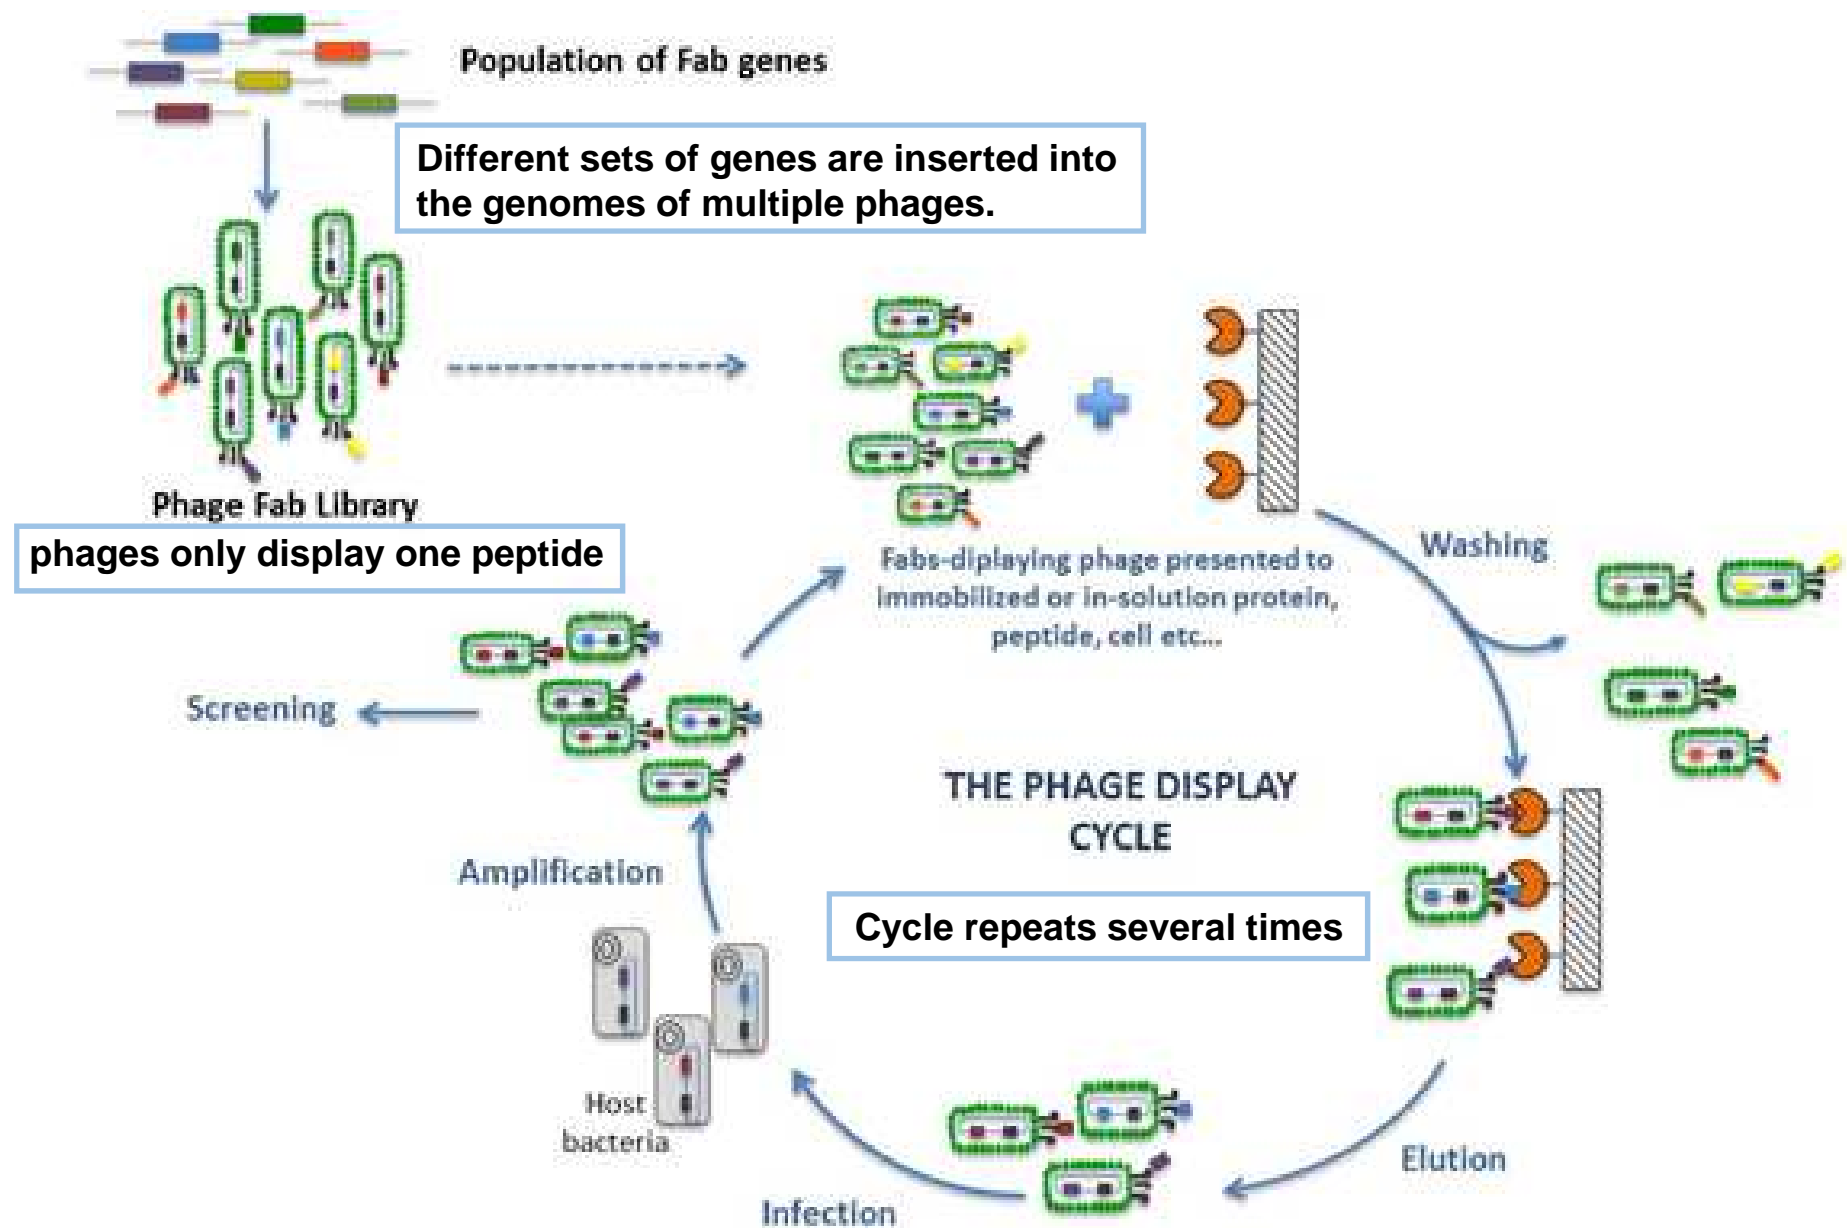 Population of Fab genes
Different sets of genes are inserted into
the genomes of multiple phages.
Phage Fab Library
phages only display one peptide
Fabs-diplaying phage presented to
immobilized or in-solution protein,
peptide, cell etc...
Washing
Screening
THE PHAGE DISPLAY
CYCLE
Amplification
Cycle repeats several times
Host
bacteria
Elution
Infection